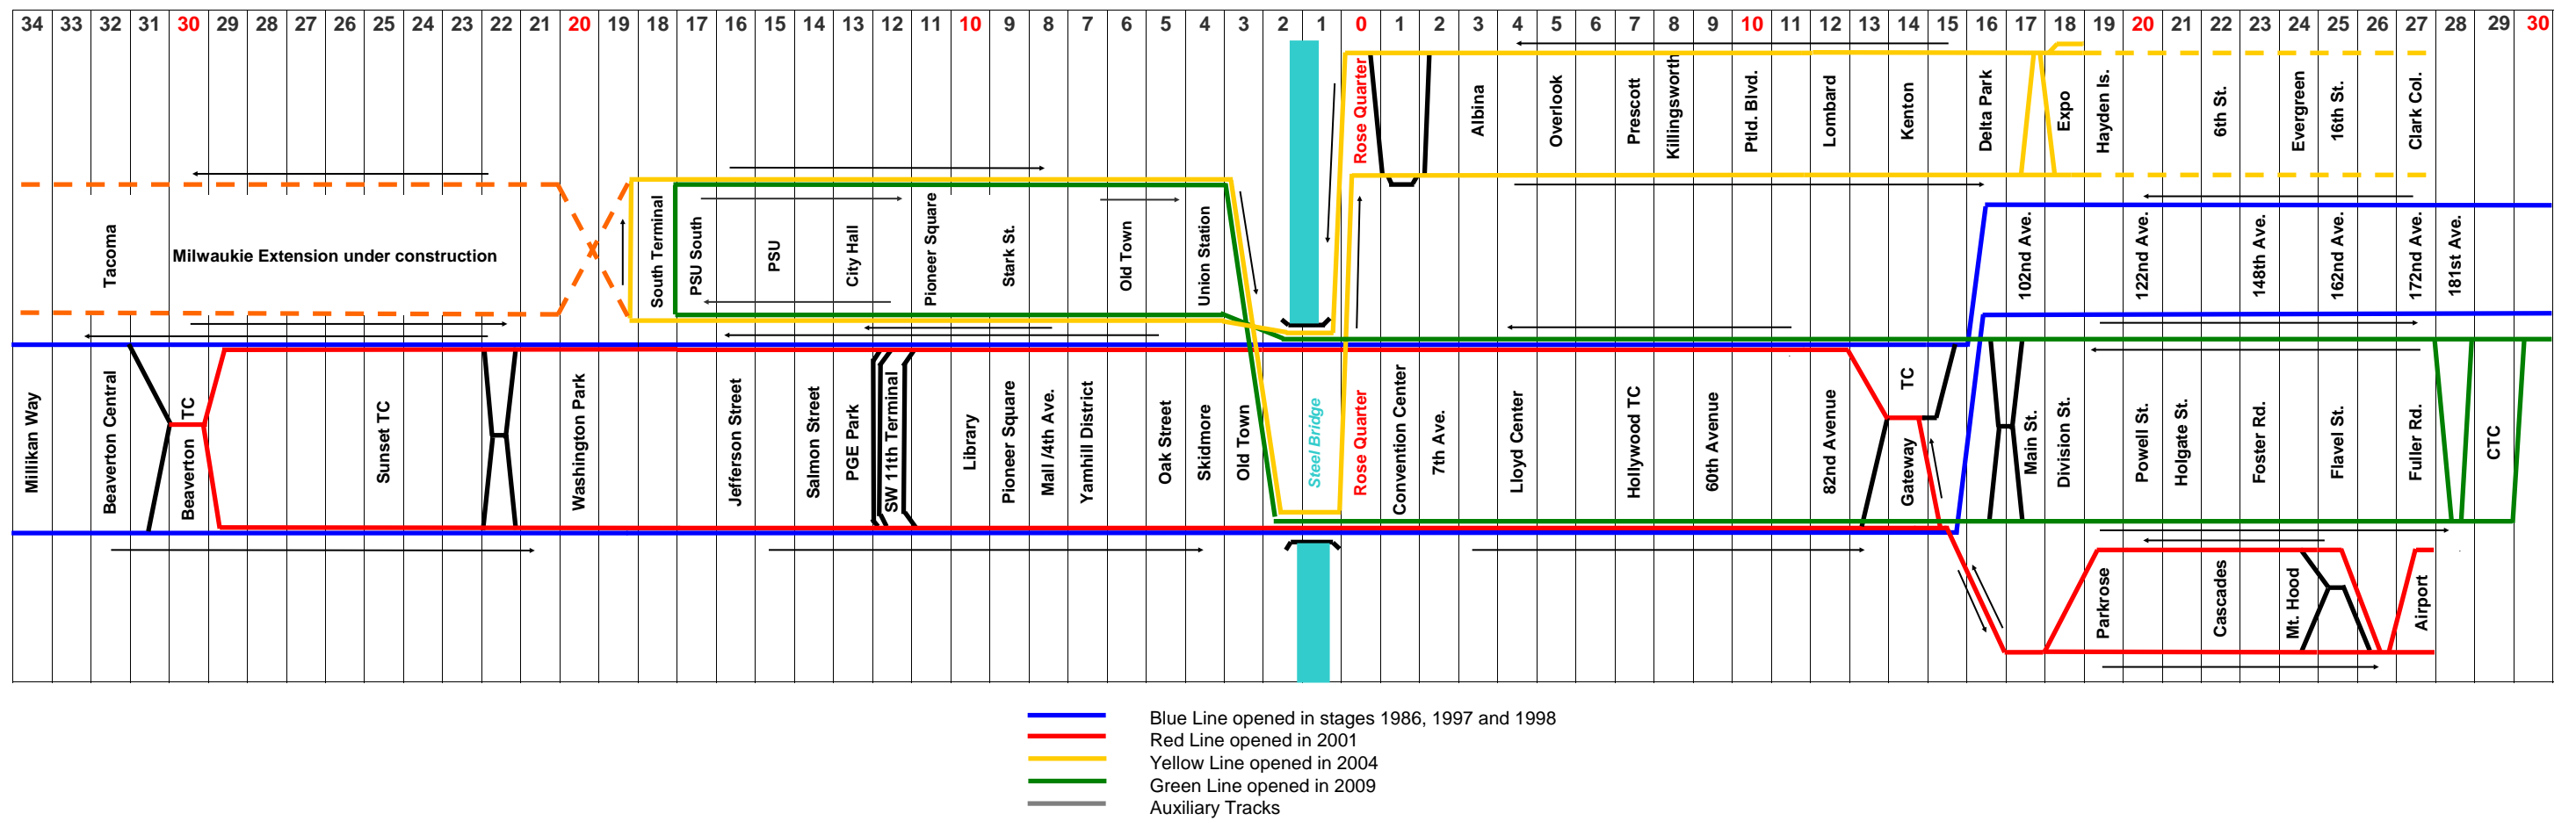 34 33 32 31 30 29 28 27 26 25 24 23 22 21 20 19 18 17 16 15 14 13 12 11 10 9 8 7 6 5 4 3 2 1 0 1 2 3 4 5 6 7 8 9 10 11 12 13 14 15 16 17 18 19 20 21 22 23 24 25 26 27 28 29 30
Rose Quarter
Albina
Overlook
Prescott
Killingsworth
Ptld. Blvd.
Lombard
Kenton
Delta Park
Expo
Hayden Is.
6th St.
Evergreen
16th St.
Clark Col.
Tacoma
Milwaukie Extension under construction
South Terminal
PSU South
PSU
City Hall
Pioneer Square
Stark St.
Old Town
Union Station
102nd Ave.
122nd Ave.
148th Ave.
162nd Ave.
172nd Ave.
181st Ave.
Millikan Way
Beaverton Central
Beaverton TC
Sunset TC
Washington Park
Jefferson Street
Salmon Street
PGE Park
SW 11th Terminal
Library
Pioneer Square
Mall /4th Ave.
Yamhill District
Oak Street
Skidmore
Old Town
Steel Bridge
Rose Quarter
Convention Center
7th Ave.
Lloyd Center
Hollywood TC
60th Avenue
82nd Avenue
Gateway TC
Main St.
Division St.
Powell St.
Holgate St.
Foster Rd.
Flavel St.
Fuller Rd.
CTC
Parkrose
Cascades
Mt. Hood
Airport
Blue Line opened in stages 1986, 1997 and 1998
Red Line opened in 2001
Yellow Line opened in 2004
Green Line opened in 2009
Auxiliary Tracks